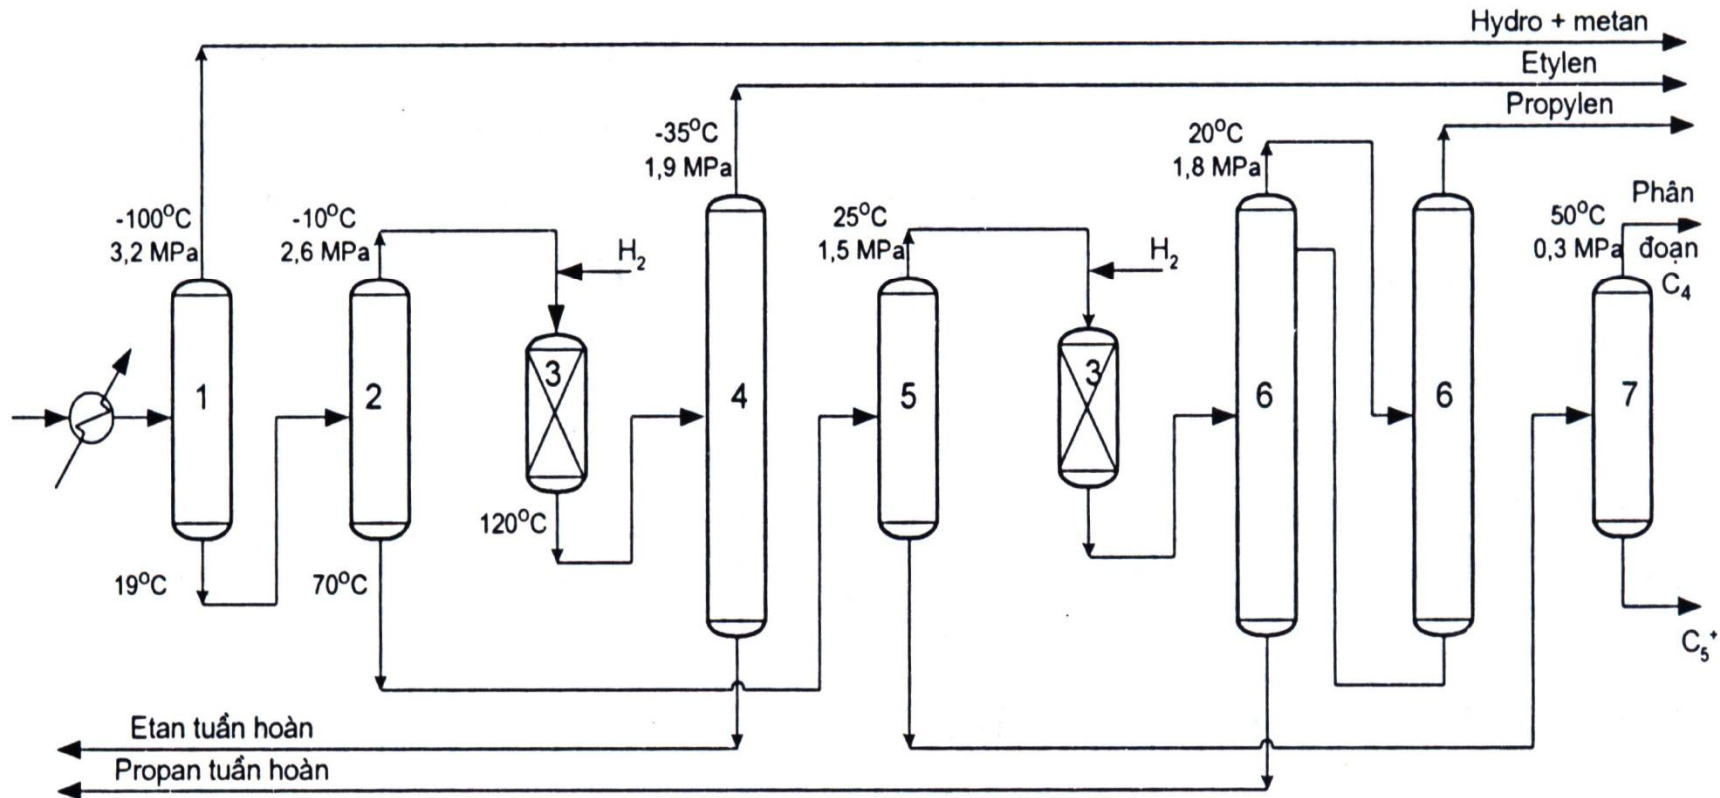 Hydro + metan
Etylen
Propylen
-35°C
1,9 MPa
20°C
1,8 MPa
-100°C
3,2 MPa
-10°C
2,6 MPa
H₂
25°C
1,5 MPa
H₂
50°C
0,3 MPa
Phân
đoạn
C₄
1
2
3
4
5
3
6
6
7
120°C
19°C
70°C
C₅⁺
Etan tuần hoàn
Propan tuần hoàn